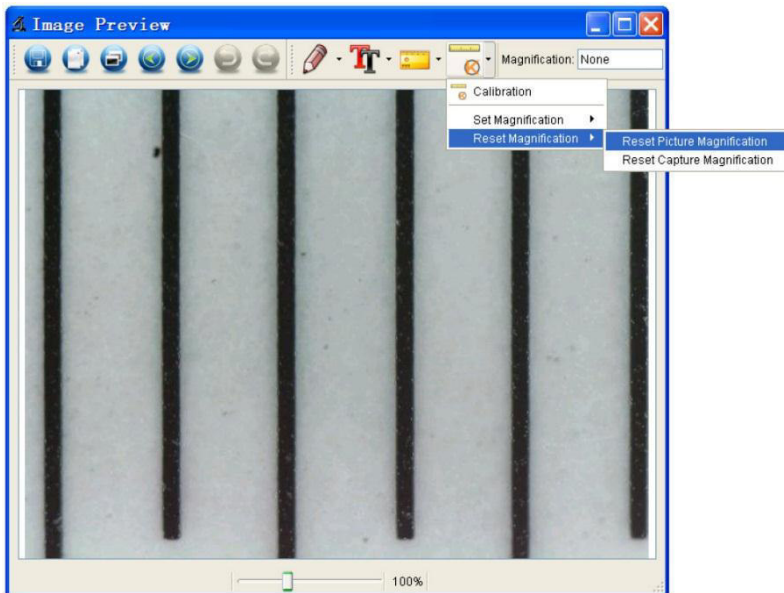 Image Preview
Magnification: None
Calibration
Set Magnification
Reset Magnification
Reset Picture Magnification
Reset Capture Magnification
100%